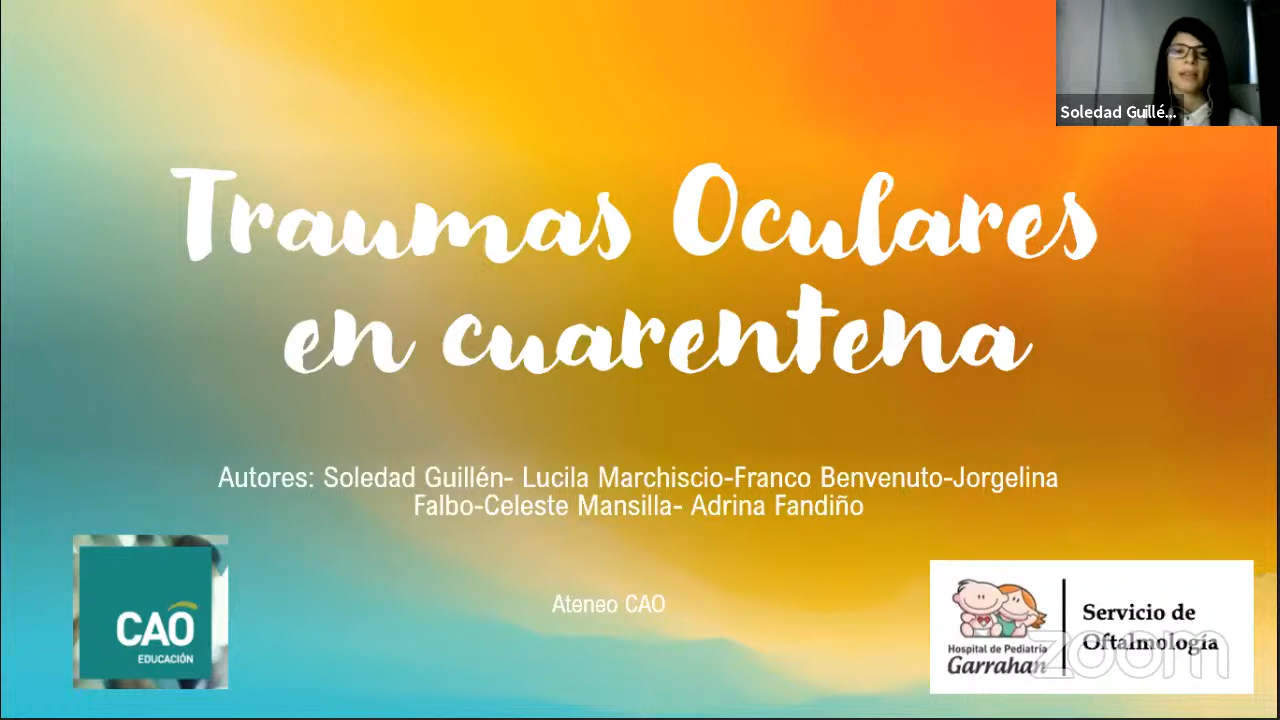 Soledad Guillé...
Traumas Oculares
en cuarentena
Autores: Soledad Guillén- Lucila Marchiscio-Franco Benvenuto-Jorgelina
Falbo-Celeste Mansilla- Adrina Fandiño
Ateneo CAO
CAO
EDUCACIÓN
Hospital de Pediatría
Garrahan
Servicio de
Oftalmología
zoom